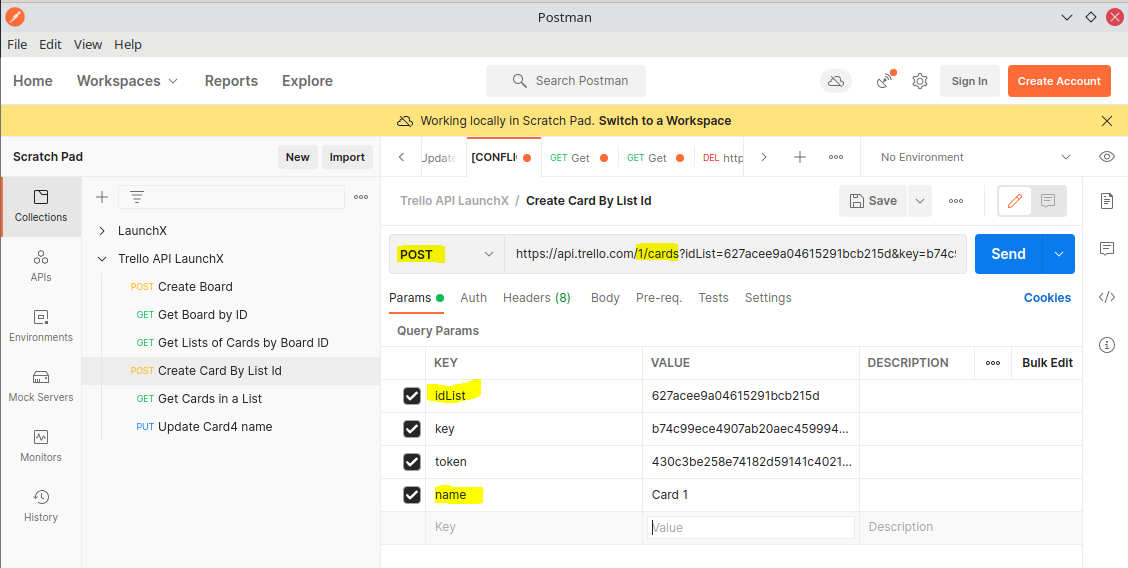 Postman
File Edit View Help
Home Workspaces Reports Explore Search Postman Sign In Create Account
Working locally in Scratch Pad. Switch to a Workspace
Scratch Pad New Import
Update [CONFLI GET Get GET Get DEL http No Environment
Collections
APIs
Environments
Mock Servers
Monitors
History
LaunchX
Trello API LaunchX
POST Create Board
GET Get Board by ID
GET Get Lists of Cards by Board ID
POST Create Card By List Id
GET Get Cards in a List
PUT Update Card4 name
Trello API LaunchX / Create Card By List Id Save
POST https://api.trello.com/1/cards?idList=627acee9a04615291bcb215d&key=b74c9 Send
Params Auth Headers (8) Body Pre-req. Tests Settings Cookies
Query Params
KEY VALUE DESCRIPTION Bulk Edit
idList 627acee9a04615291bcb215d
key b74c99ece4907ab20aec459994...
token 430c3be258e74182d59141c4021...
name Card 1
Key Value Description